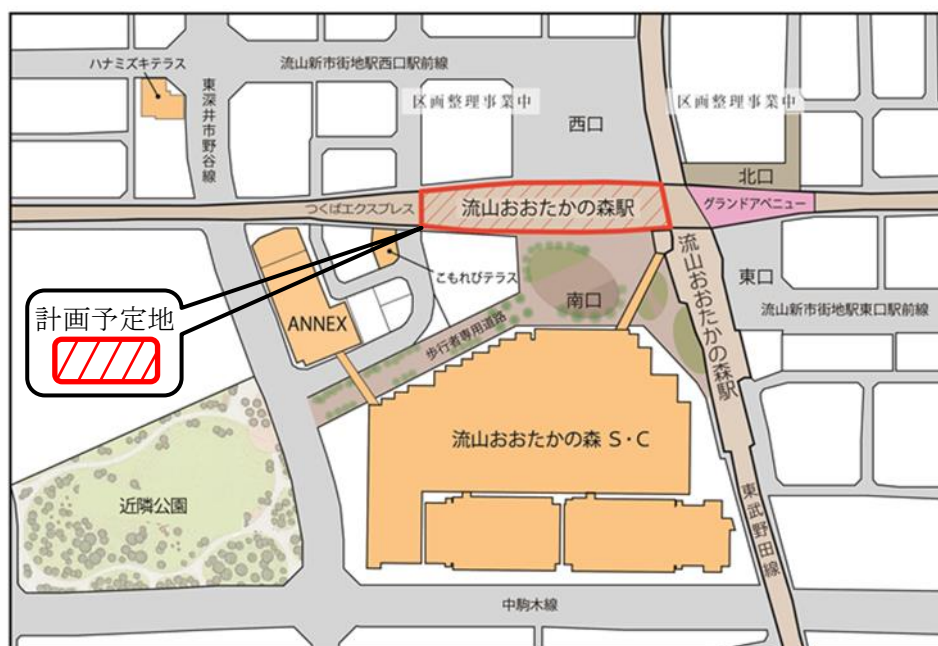 ハナミズキテラス
流山新市街地駅西口駅前線
東深井市野谷線
区画整理事業中
区画整理事業中
西口
北口
つくばエクスプレス
流山おおたかの森駅
グランドアベニュー
こもれびテラス
流山おおたかの森駅
東口
計画予定地
ANNEX
南口
流山新市街地駅東口駅前線
歩行者専用道路
流山おおたかの森 S・C
近隣公園
東武野田線
中駒木線